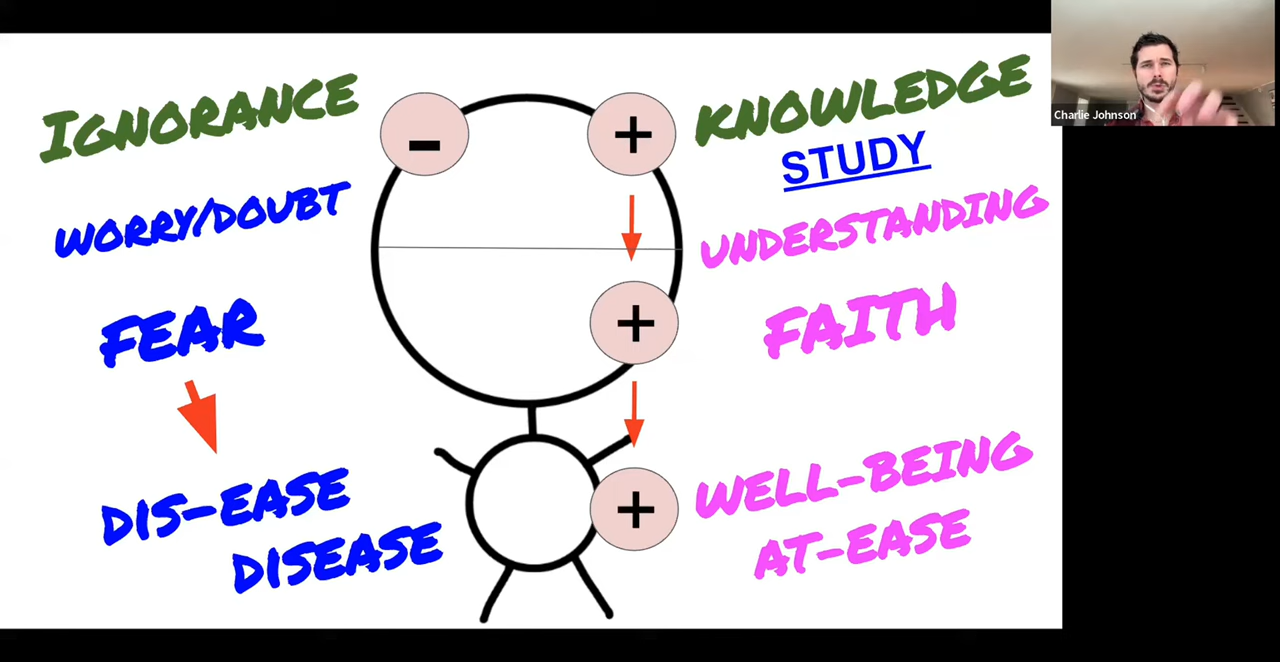 IGNORANCE
WORRY/DOUBT
FEAR
DIS-EASE
DISEASE
-
+
+
+
KNOWLEDGE
STUDY
UNDERSTANDING
FAITH
WELL-BEING
AT-EASE
Charlie Johnson